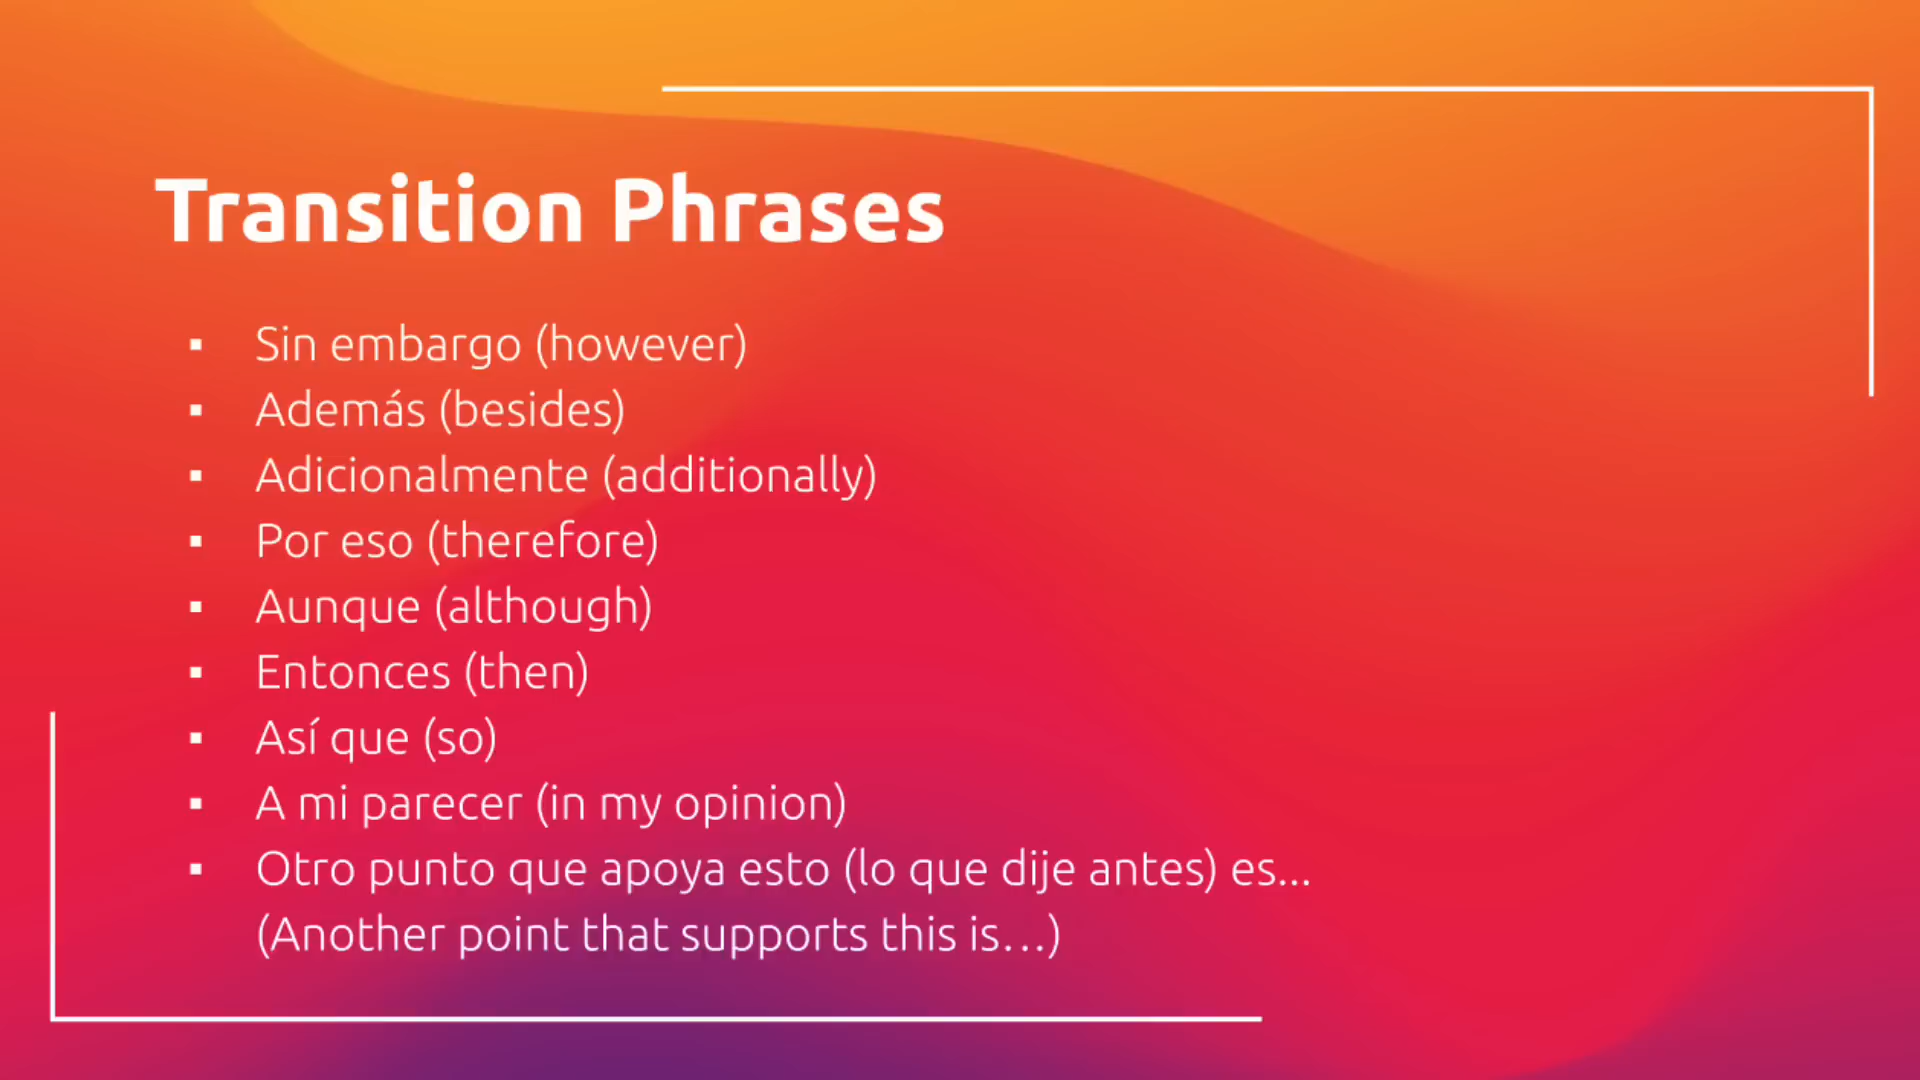 Transition Phrases
▪ Sin embargo (however)
▪ Además (besides)
▪ Adicionalmente (additionally)
▪ Por eso (therefore)
▪ Aunque (although)
▪ Entonces (then)
▪ Así que (so)
▪ A mi parecer (in my opinion)
▪ Otro punto que apoya esto (lo que dije antes) es...
(Another point that supports this is...)